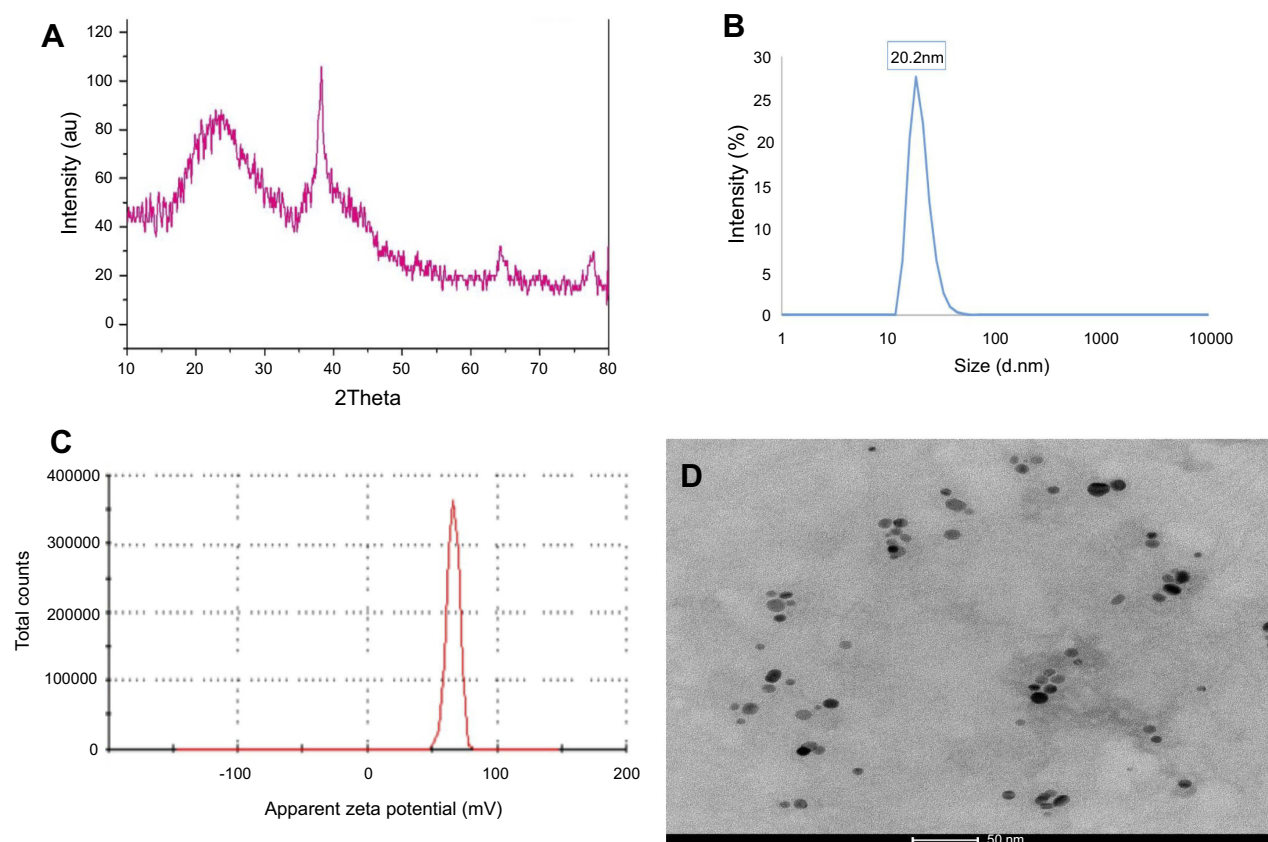 A
Intensity (au)
120
100
80
60
40
20
0
10 20 30 40 50 60 70 80
2Theta
B
20.2nm
Intensity (%)
30
25
20
15
10
5
0
1 10 100 1000 10000
Size (d.nm)
C
Total counts
400000
300000
200000
100000
0
-100 0 100 200
Apparent zeta potential (mV)
D
50 nm